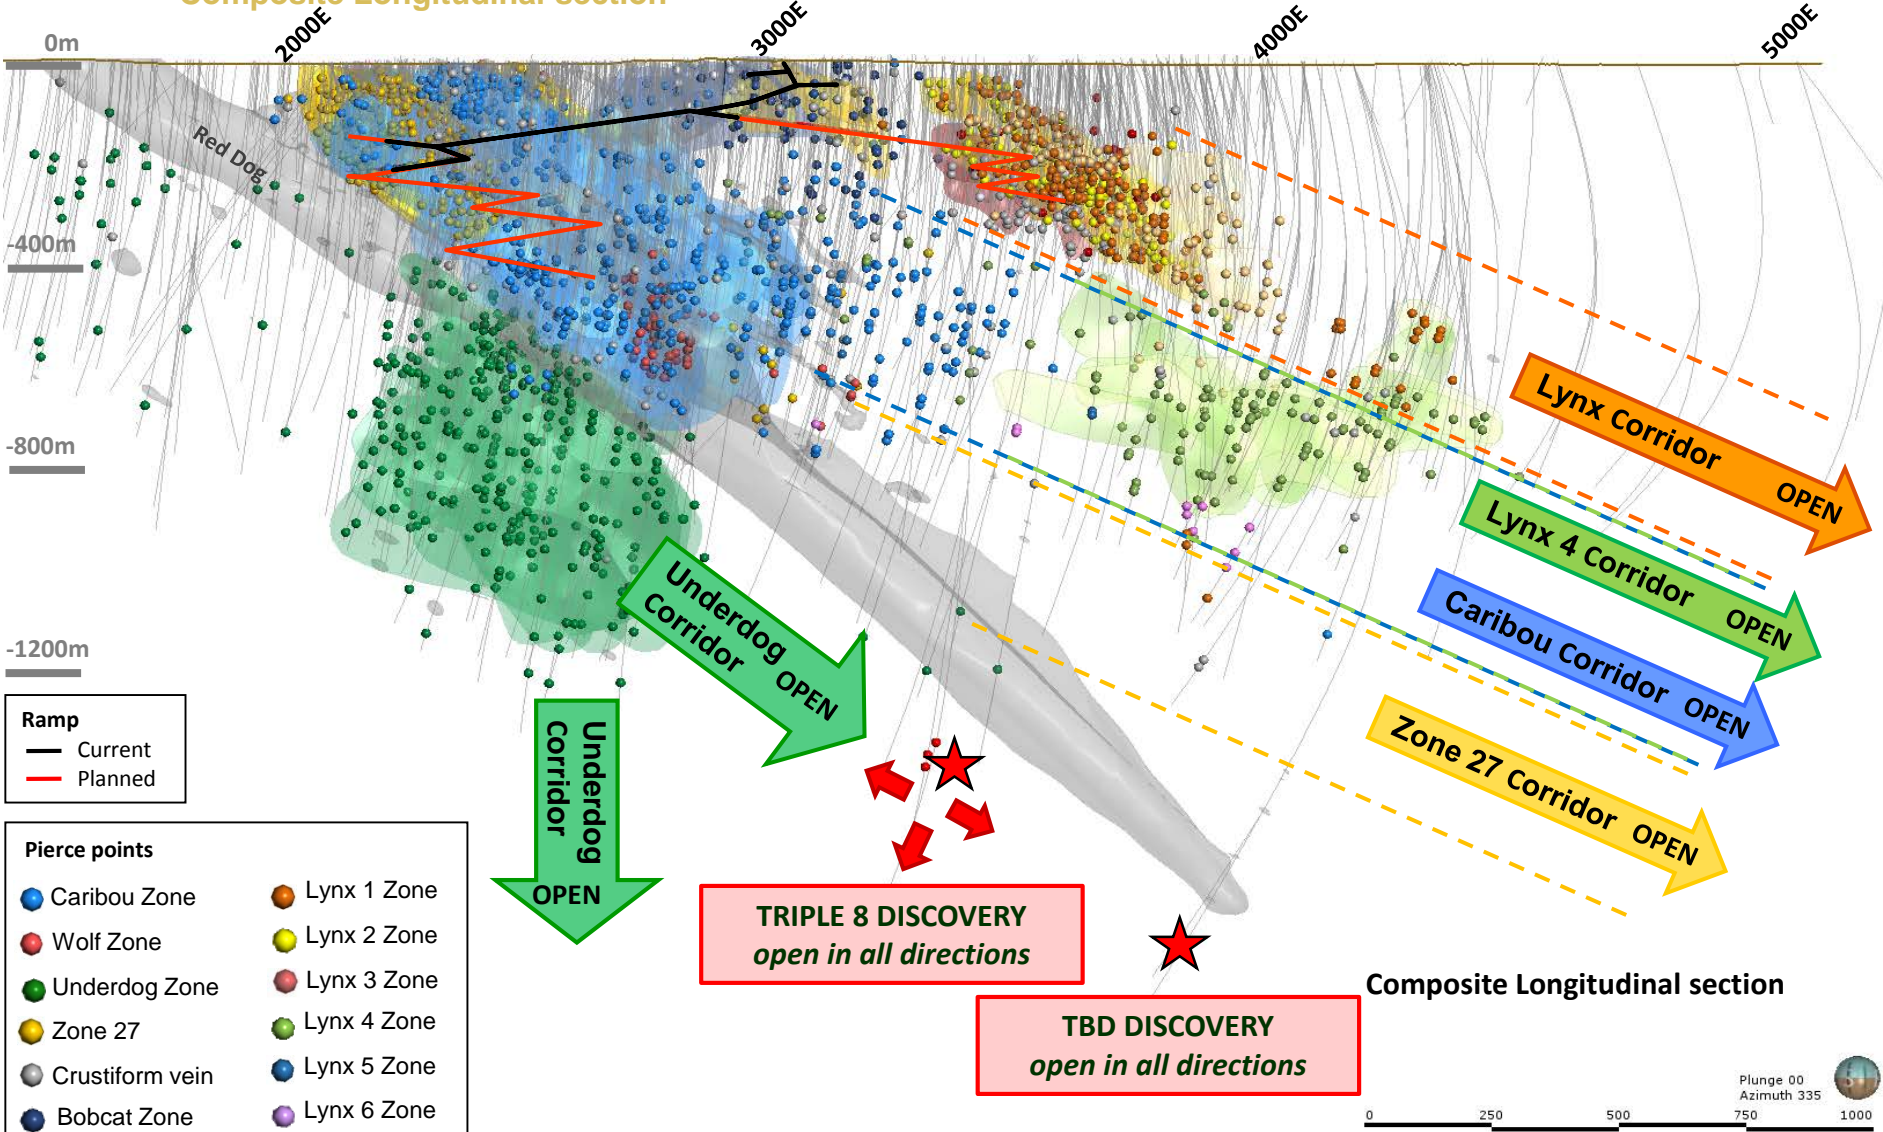 Composite Longitudinal section
2000E
3000E
4000E
5000E
0m
-400m
-800m
-1200m
Red Dog
Lynx Corridor OPEN
Lynx 4 Corridor OPEN
Caribou Corridor OPEN
Zone 27 Corridor OPEN
Underdog
Corridor OPEN
Underdog
Corridor
OPEN
Ramp
Current
Planned
Pierce points
Caribou Zone
Wolf Zone
Underdog Zone
Zone 27
Crustiform vein
Bobcat Zone
Lynx 1 Zone
Lynx 2 Zone
Lynx 3 Zone
Lynx 4 Zone
Lynx 5 Zone
Lynx 6 Zone
TRIPLE 8 DISCOVERY
open in all directions
TBD DISCOVERY
open in all directions
Composite Longitudinal section
Plunge 00
Azimuth 335
0 250 500 750 1000